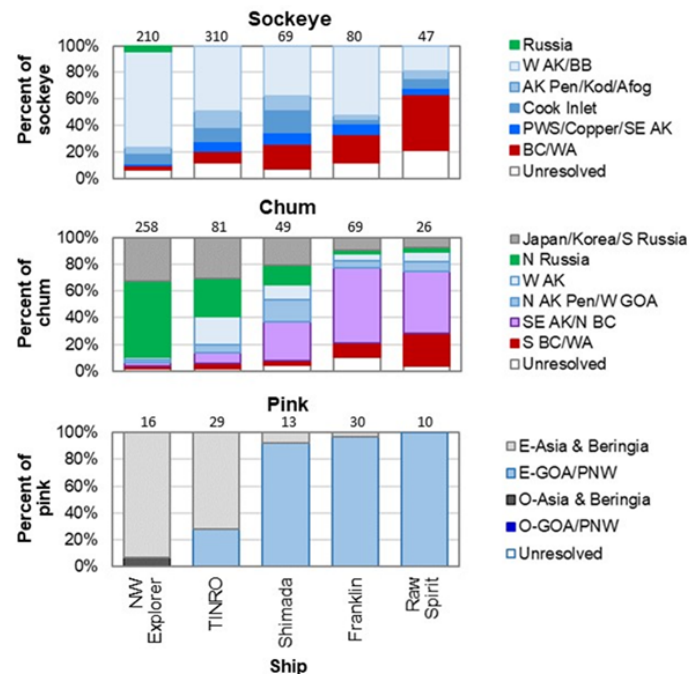 Sockeye
210 310 69 80 47
Percent of
sockeye
100%
80%
60%
40%
20%
0%
Russia
W AK/BB
AK Pen/Kod/Afog
Cook Inlet
PWS/Copper/SE AK
BC/WA
Unresolved
Chum
258 81 49 69 26
Percent of
chum
100%
80%
60%
40%
20%
0%
Japan/Korea/S Russia
N Russia
W AK
N AK Pen/W GOA
SE AK/N BC
S BC/WA
Unresolved
Pink
16 29 13 30 10
Percent of
pink
100%
80%
60%
40%
20%
0%
E-Asia & Beringia
E-GOA/PNW
O-Asia & Beringia
O-GOA/PNW
Unresolved
NW
Explorer
TINRO
Shimada
Franklin
Raw
Spirit
Ship